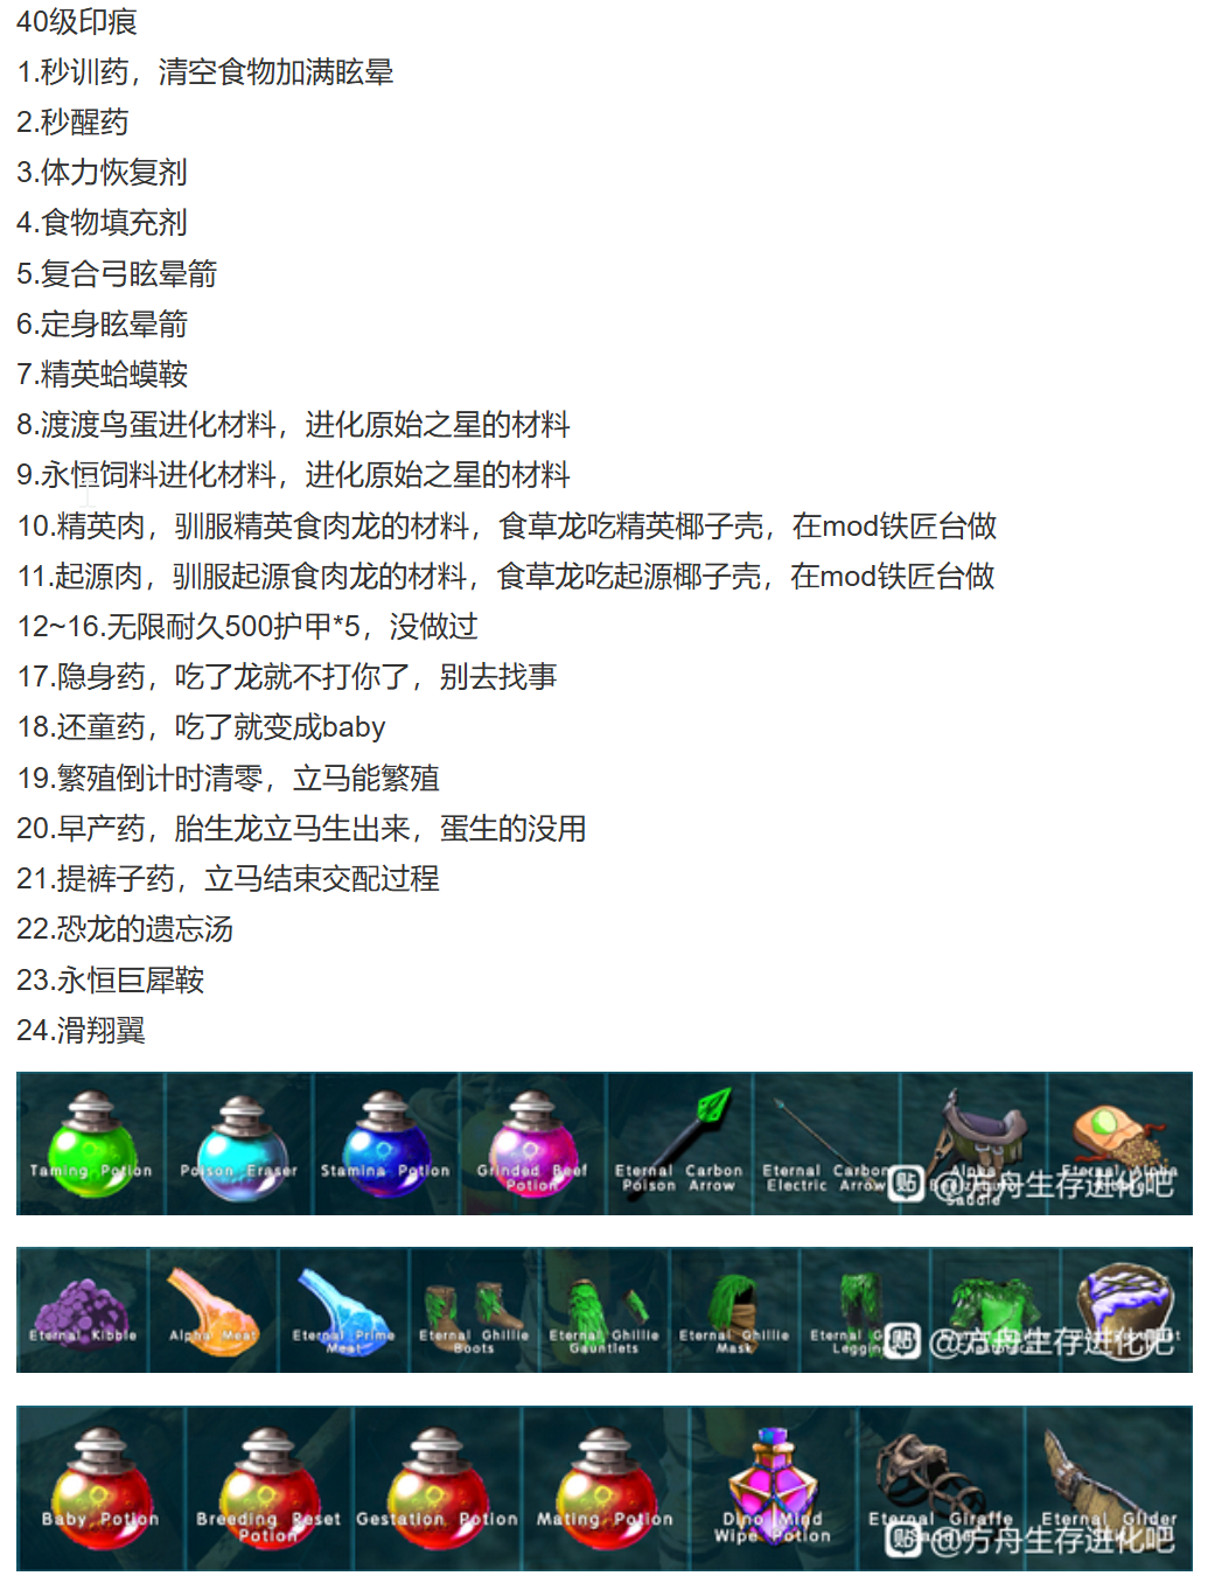 40级印痕
1.秒训药，清空食物加满眩晕
2.秒醒药
3.体力恢复剂
4.食物填充剂
5.复合弓眩晕箭
6.定身眩晕箭
7.精英蛤蟆鞍
8.渡渡鸟蛋进化材料，进化原始之星的材料
9.永恒饲料进化材料，进化原始之星的材料
10.精英肉，驯服精英食肉龙的材料，食草龙吃精英椰子壳，在mod铁匠台做
11.起源肉，驯服起源食肉龙的材料，食草龙吃起源椰子壳，在mod铁匠台做
12~16.无限耐久500护甲*5，没做过
17.隐身药，吃了龙就不打你了，别去找事
18.还童药，吃了就变成baby
19.繁殖倒计时清零，立马能繁殖
20.早产药，胎生龙立马生出来，蛋生的没用
21.提裤子药，立马结束交配过程
22.恐龙的遗忘汤
23.永恒巨犀鞍
24.滑翔翼
Taming Potion
Poison Eraser
Stamina Potion
Grinded Beef
Potion
Eternal Carbon
Poison Arrow
Eternal Carbon
Electric Arrow
Alpha
Saddle
Eternal Alpha
贴 @方舟生存进化吧
Eternal Kibble
Alpha Meat
Eternal Prime
Meat
Eternal Ghillie
Boots
Eternal Ghillie
Gauntlets
Eternal Ghillie
Mask
Eternal
Legging
贴 @方舟生存进化吧
Baby Potion
Breeding Reset
Potion
Gestation Potion
Mating Potion
Dino Mind
Wipe Potion
Eternal Giraffe
Saddle
Eternal Glider
贴 @方舟生存进化吧